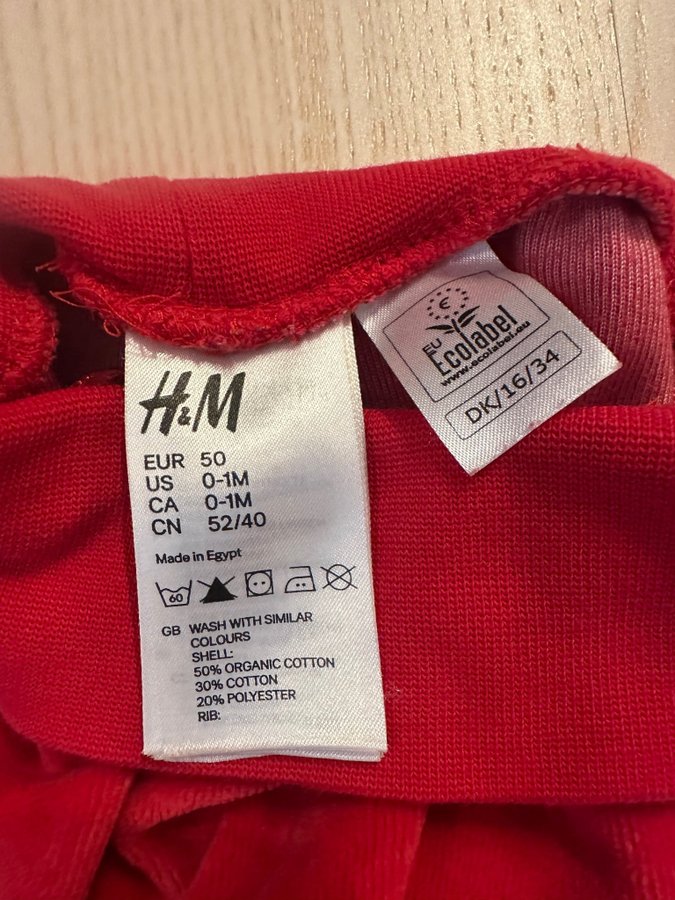 H&M
EUR 50
US 0-1M
CA 0-1M
CN 52/40
Made in Egypt
60
GB WASH WITH SIMILAR
COLOURS
SHELL:
50% ORGANIC COTTON
30% COTTON
20% POLYESTER
RIB:
€
EU
Ecolabel
www.ecolabel.eu
DK/16/34